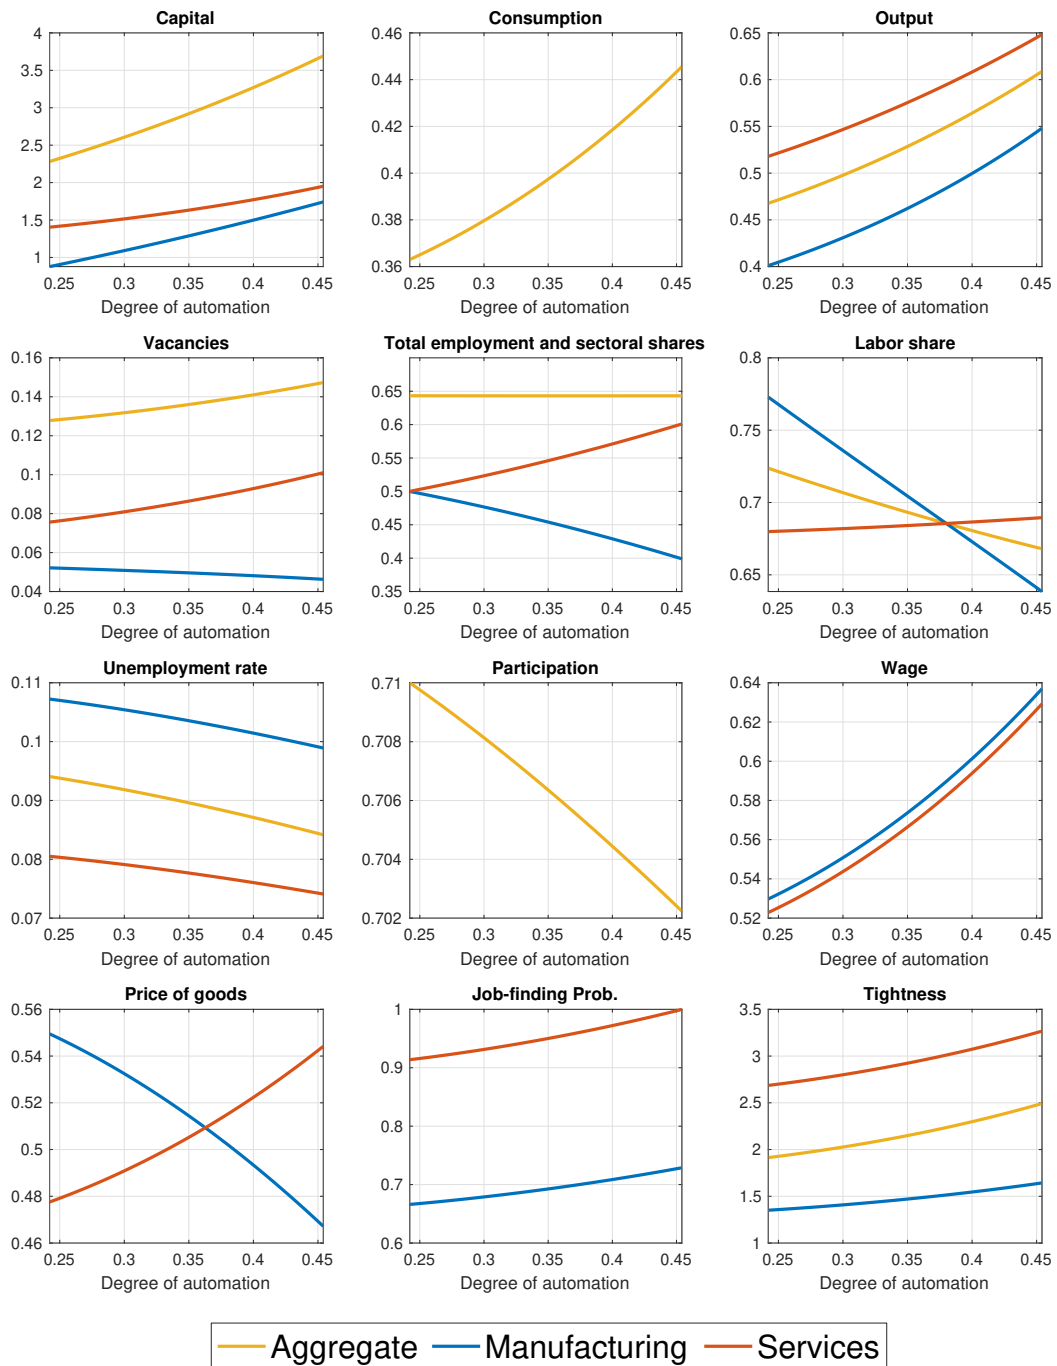 Capital
4
3.5
3
2.5
2
1.5
1
0.25 0.3 0.35 0.4 0.45
Degree of automation
Consumption
0.46
0.44
0.42
0.4
0.38
0.36
0.25 0.3 0.35 0.4 0.45
Degree of automation
Output
0.65
0.6
0.55
0.5
0.45
0.4
0.25 0.3 0.35 0.4 0.45
Degree of automation
Vacancies
0.16
0.14
0.12
0.1
0.08
0.06
0.04
0.25 0.3 0.35 0.4 0.45
Degree of automation
Total employment and sectoral shares
0.65
0.6
0.55
0.5
0.45
0.4
0.35
0.25 0.3 0.35 0.4 0.45
Degree of automation
Labor share
0.8
0.75
0.7
0.65
0.25 0.3 0.35 0.4 0.45
Degree of automation
Unemployment rate
0.11
0.1
0.09
0.08
0.07
0.25 0.3 0.35 0.4 0.45
Degree of automation
Participation
0.71
0.708
0.706
0.704
0.702
0.25 0.3 0.35 0.4 0.45
Degree of automation
Wage
0.64
0.62
0.6
0.58
0.56
0.54
0.52
0.25 0.3 0.35 0.4 0.45
Degree of automation
Price of goods
0.56
0.54
0.52
0.5
0.48
0.46
0.25 0.3 0.35 0.4 0.45
Degree of automation
Job-finding Prob.
1
0.9
0.8
0.7
0.6
0.25 0.3 0.35 0.4 0.45
Degree of automation
Tightness
3.5
3
2.5
2
1.5
1
0.25 0.3 0.35 0.4 0.45
Degree of automation
Aggregate Manufacturing Services